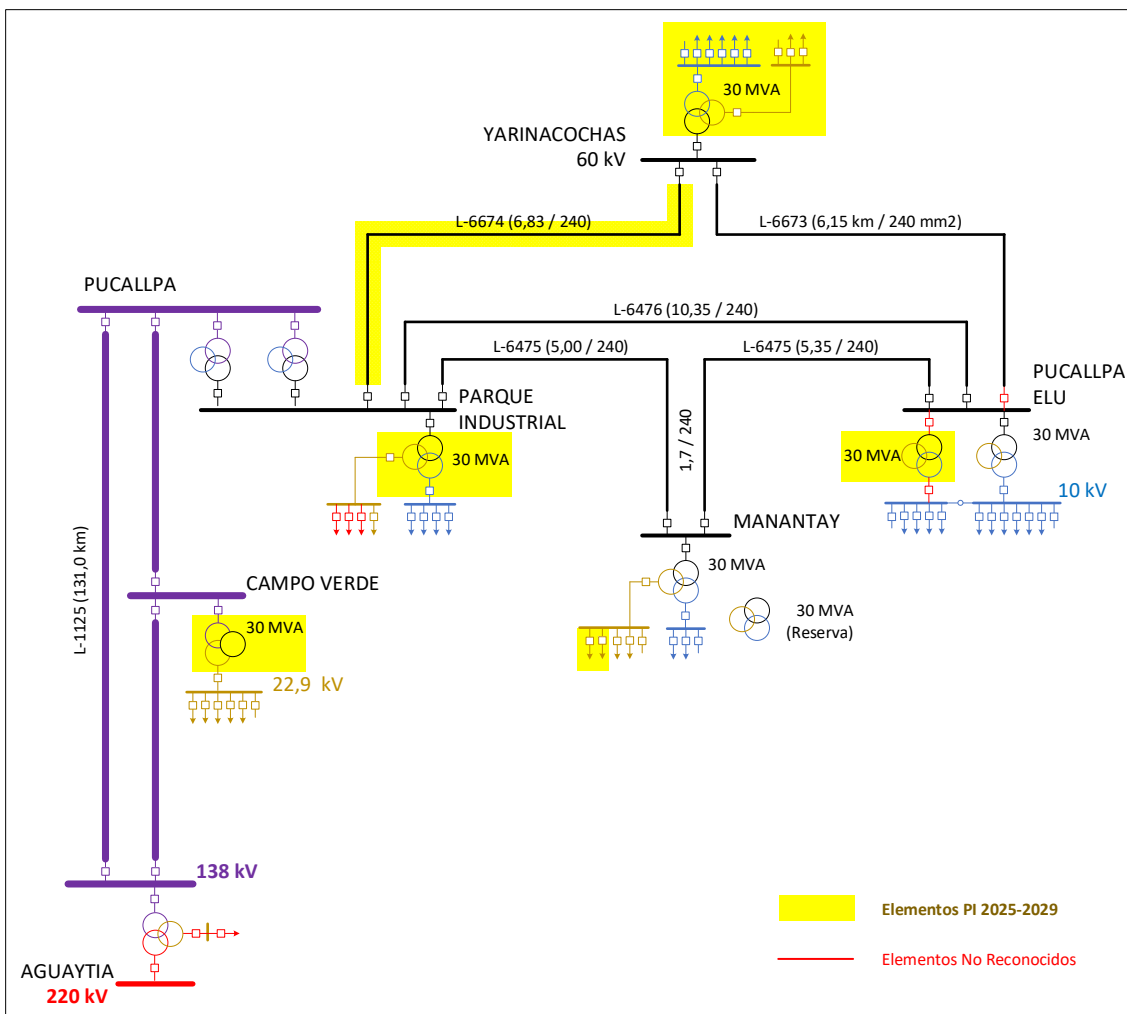 30 MVA
YARINACOCHAS
60 kV
L-6674 (6,83 / 240)
L-6673 (6,15 km / 240 mm2)
PUCALLPA
L-6476 (10,35 / 240)
L-6475 (5,00 / 240)
L-6475 (5,35 / 240)
PARQUE
INDUSTRIAL
PUCALLPA
ELU
30 MVA
30 MVA
30 MVA
1,7 / 240
10 kV
MANANTAY
30 MVA
L-1125 (131,0 km)
CAMPO VERDE
30 MVA
30 MVA
(Reserva)
22,9 kV
138 kV
Elementos PI 2025-2029
Elementos No Reconocidos
AGUAYTIA
220 kV